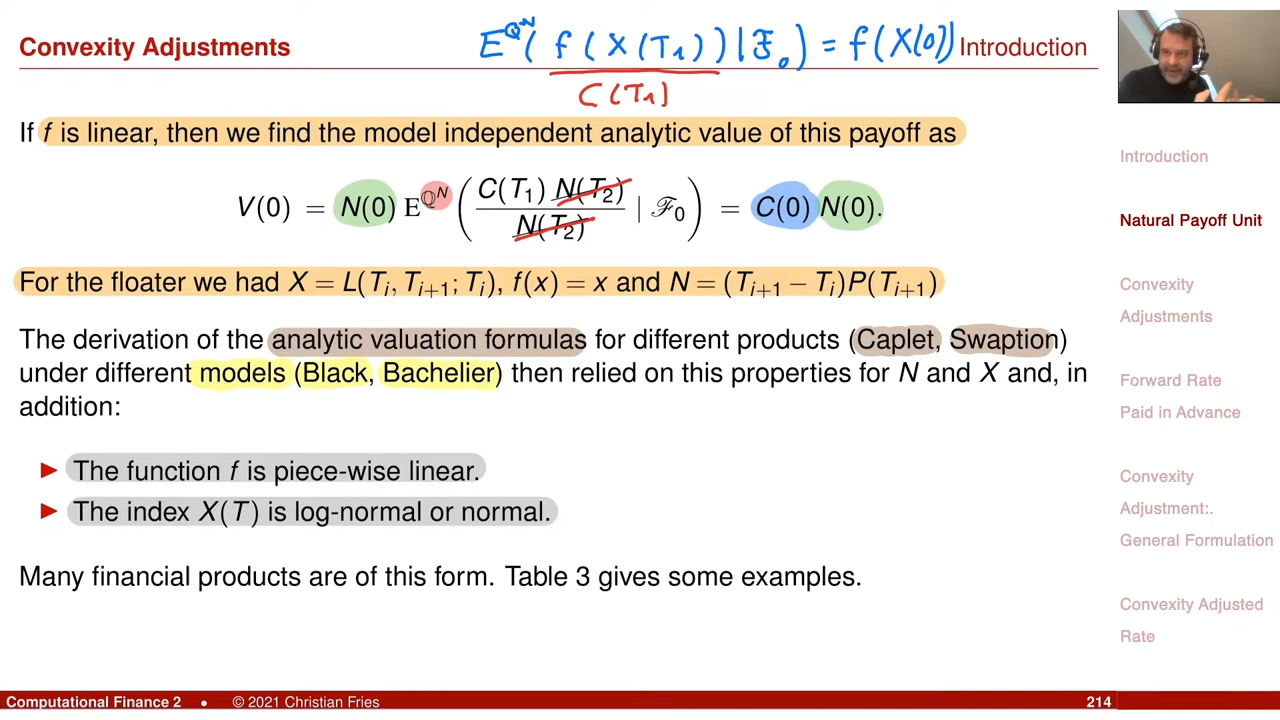 Convexity Adjustments
E^{Q^N} ( f ( X ( T_1 ) ) | F_0 ) = f ( X(0) )
Introduction
C ( T_1 )
If f is linear, then we find the model independent analytic value of this payoff as
V(0) = N(0) E^{ℚ^N} ( C(T_1) N(T_2) / N(T_2) | ℱ_0 ) = C(0) N(0).
For the floater we had X = L(T_i, T_{i+1}; T_i), f(x) = x and N = (T_{i+1} − T_i)P(T_{i+1})
The derivation of the analytic valuation formulas for different products (Caplet, Swaption)
under different models (Black, Bachelier) then relied on this properties for N and X and, in
addition:
▶ The function f is piece-wise linear.
▶ The index X(T) is log-normal or normal.
Many financial products are of this form. Table 3 gives some examples.
Introduction
Natural Payoff Unit
Convexity
Adjustments
Forward Rate
Paid in Advance
Convexity
Adjustment:.
General Formulation
Convexity Adjusted
Rate
Computational Finance 2 • © 2021 Christian Fries 214